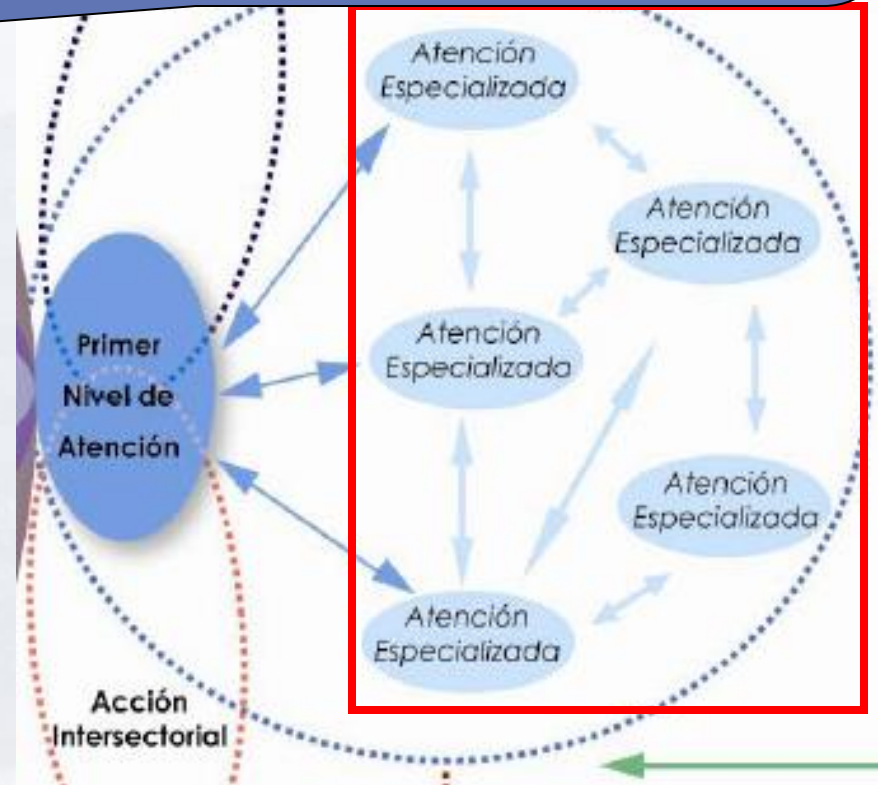 Atención
Especializada
Atención
Especializada
Primer
Nivel de
Atención
Atención
Especializada
Atención
Especializada
Atención
Especializada
Acción
Intersectorial